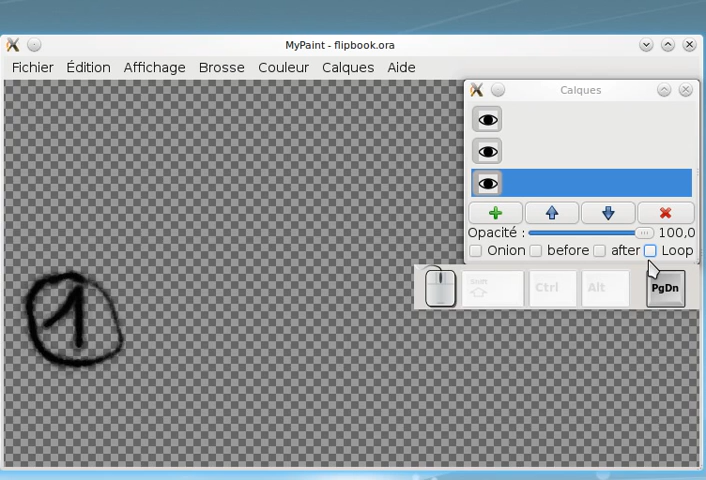 MyPaint - flipbook.ora
Fichier Édition Affichage Brosse Couleur Calques Aide
Calques
Opacité : 100,0
Onion before after Loop
Shift Ctrl Alt PgDn
1